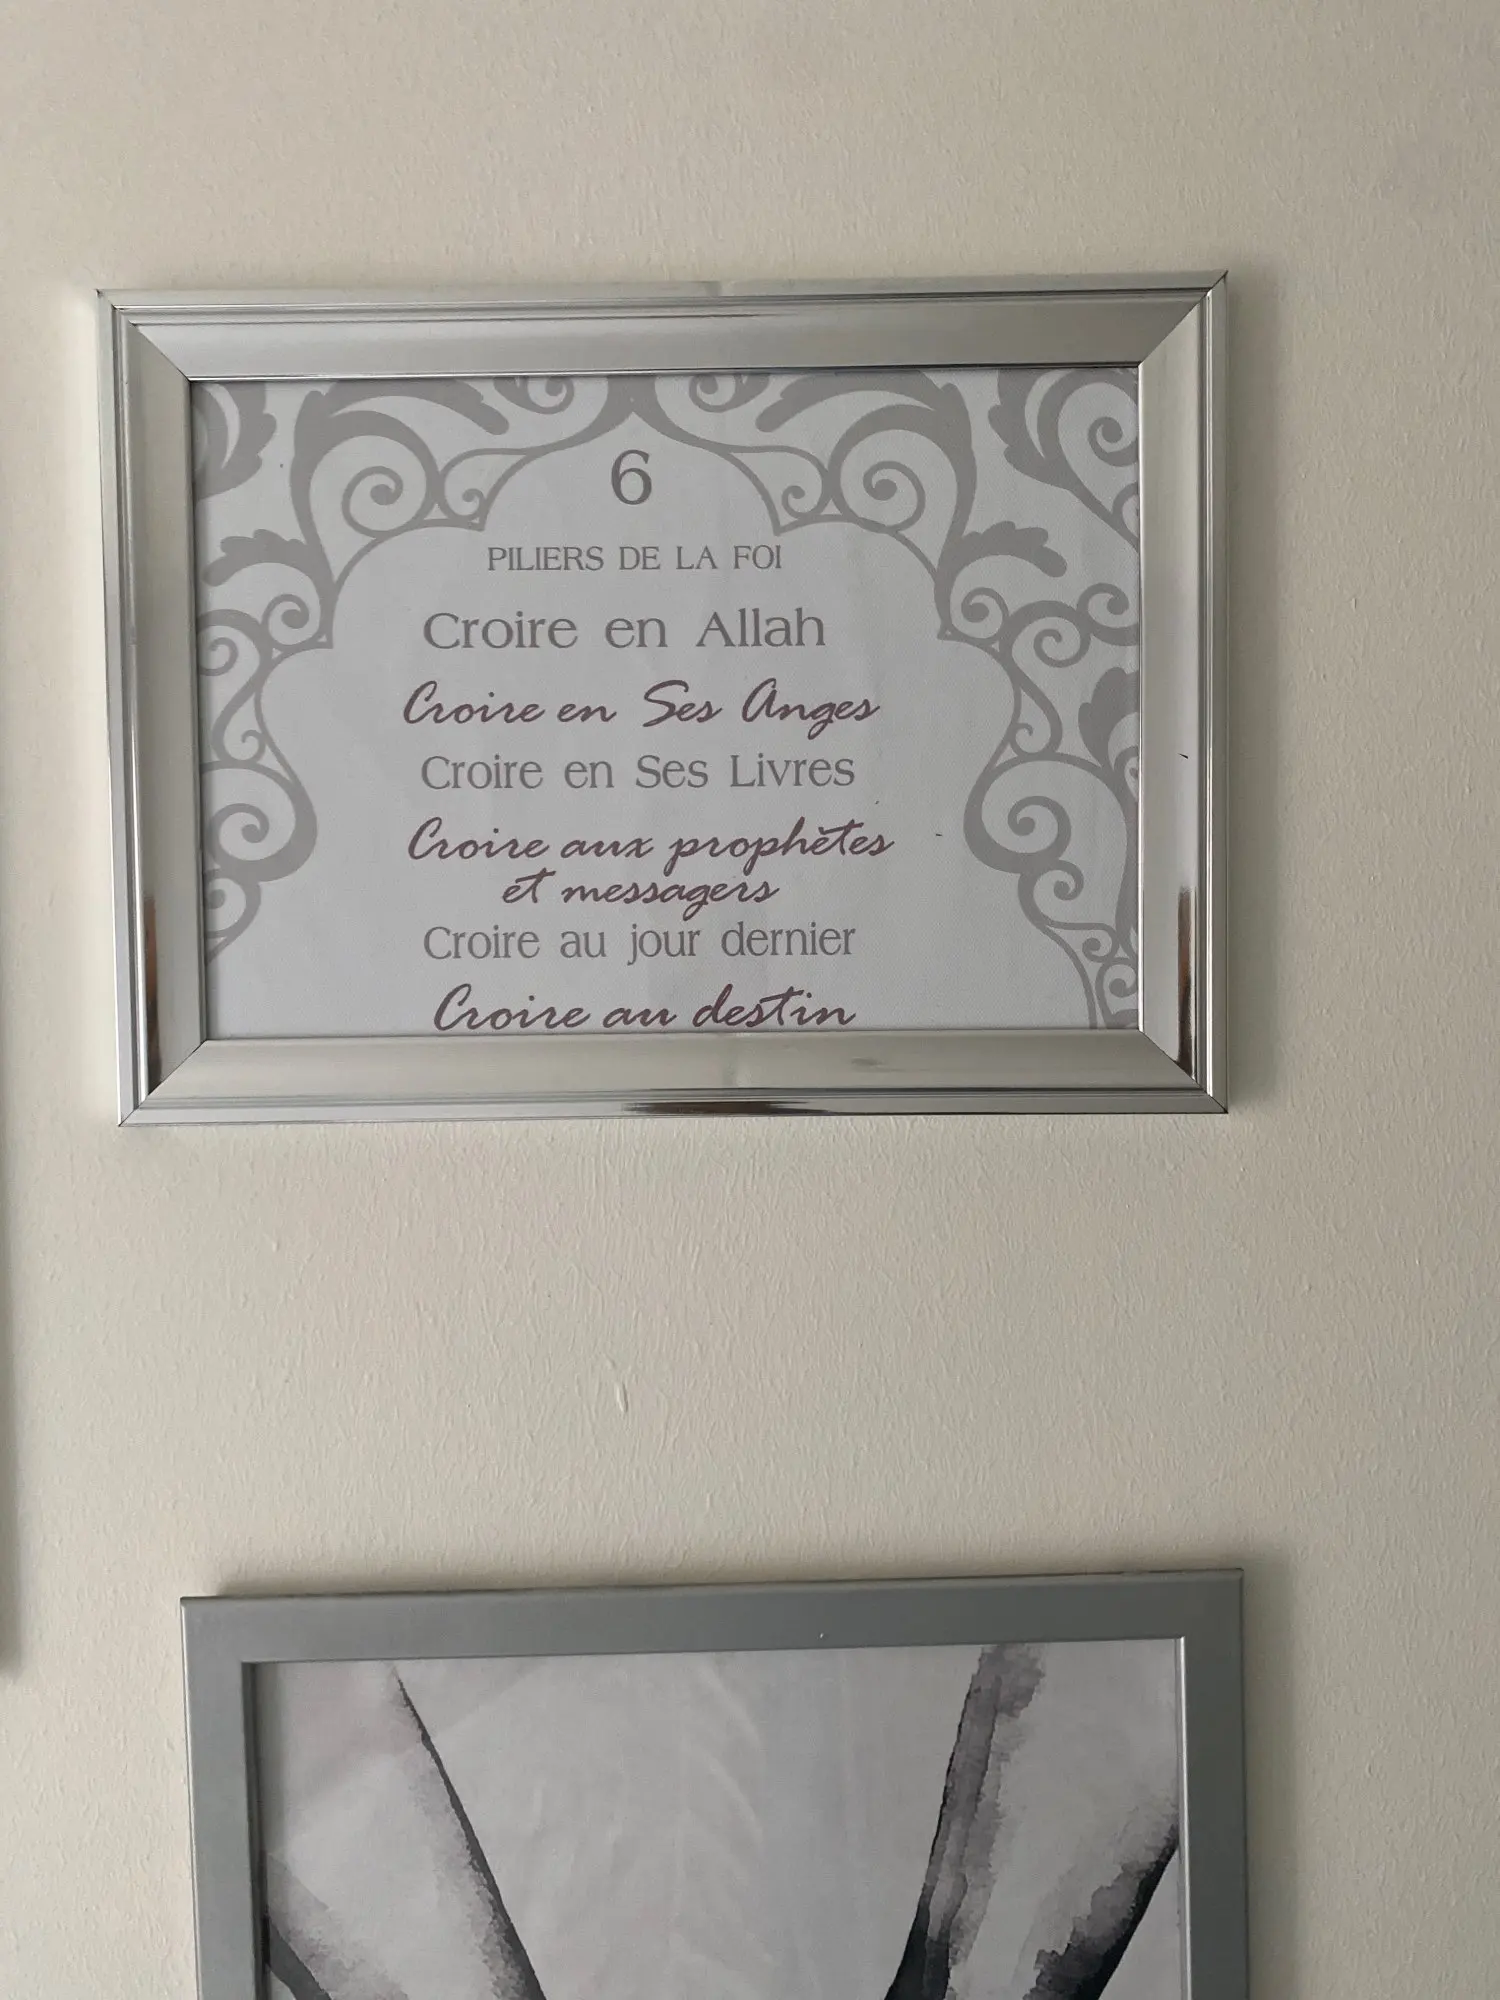 6
PILIERS DE LA FOI
Croire en Allah
Croire en Ses Anges
Croire en Ses Livres
Croire aux prophètes
et messagers
Croire au jour dernier
Croire au destin